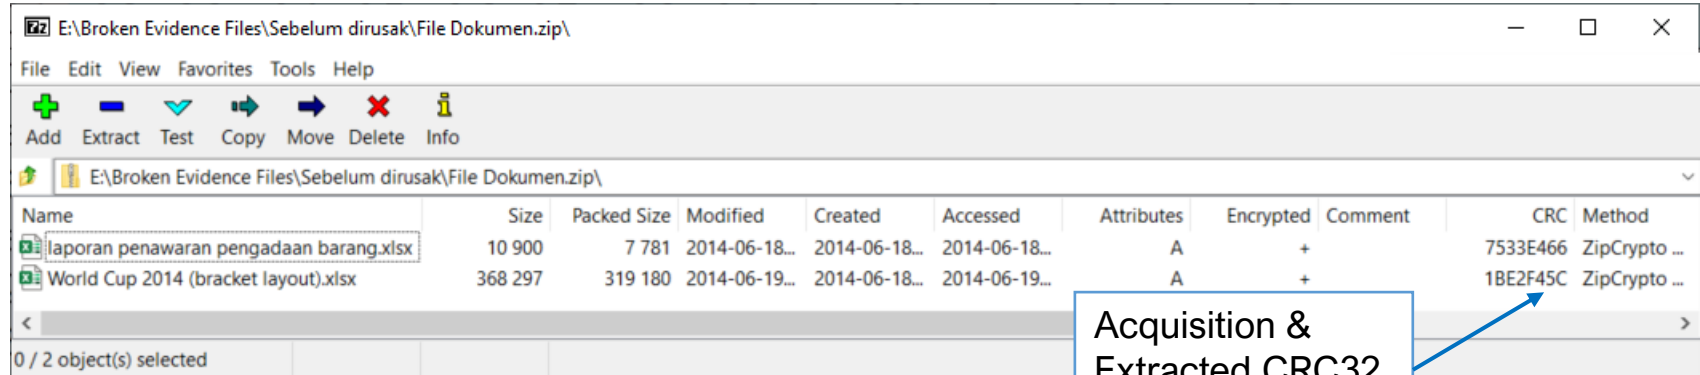 E:\Broken Evidence Files\Sebelum dirusak\File Dokumen.zip\
File Edit View Favorites Tools Help
Add Extract Test Copy Move Delete Info
E:\Broken Evidence Files\Sebelum dirusak\File Dokumen.zip\
Name Size Packed Size Modified Created Accessed Attributes Encrypted Comment CRC Method
laporan penawaran pengadaan barang.xlsx 10 900 7 781 2014-06-18... 2014-06-18... 2014-06-18... A + 7533E466 ZipCrypto ...
World Cup 2014 (bracket layout).xlsx 368 297 319 180 2014-06-19... 2014-06-18... 2014-06-19... A + 1BE2F45C ZipCrypto ...
0 / 2 object(s) selected
Acquisition &
Extracted CRC32